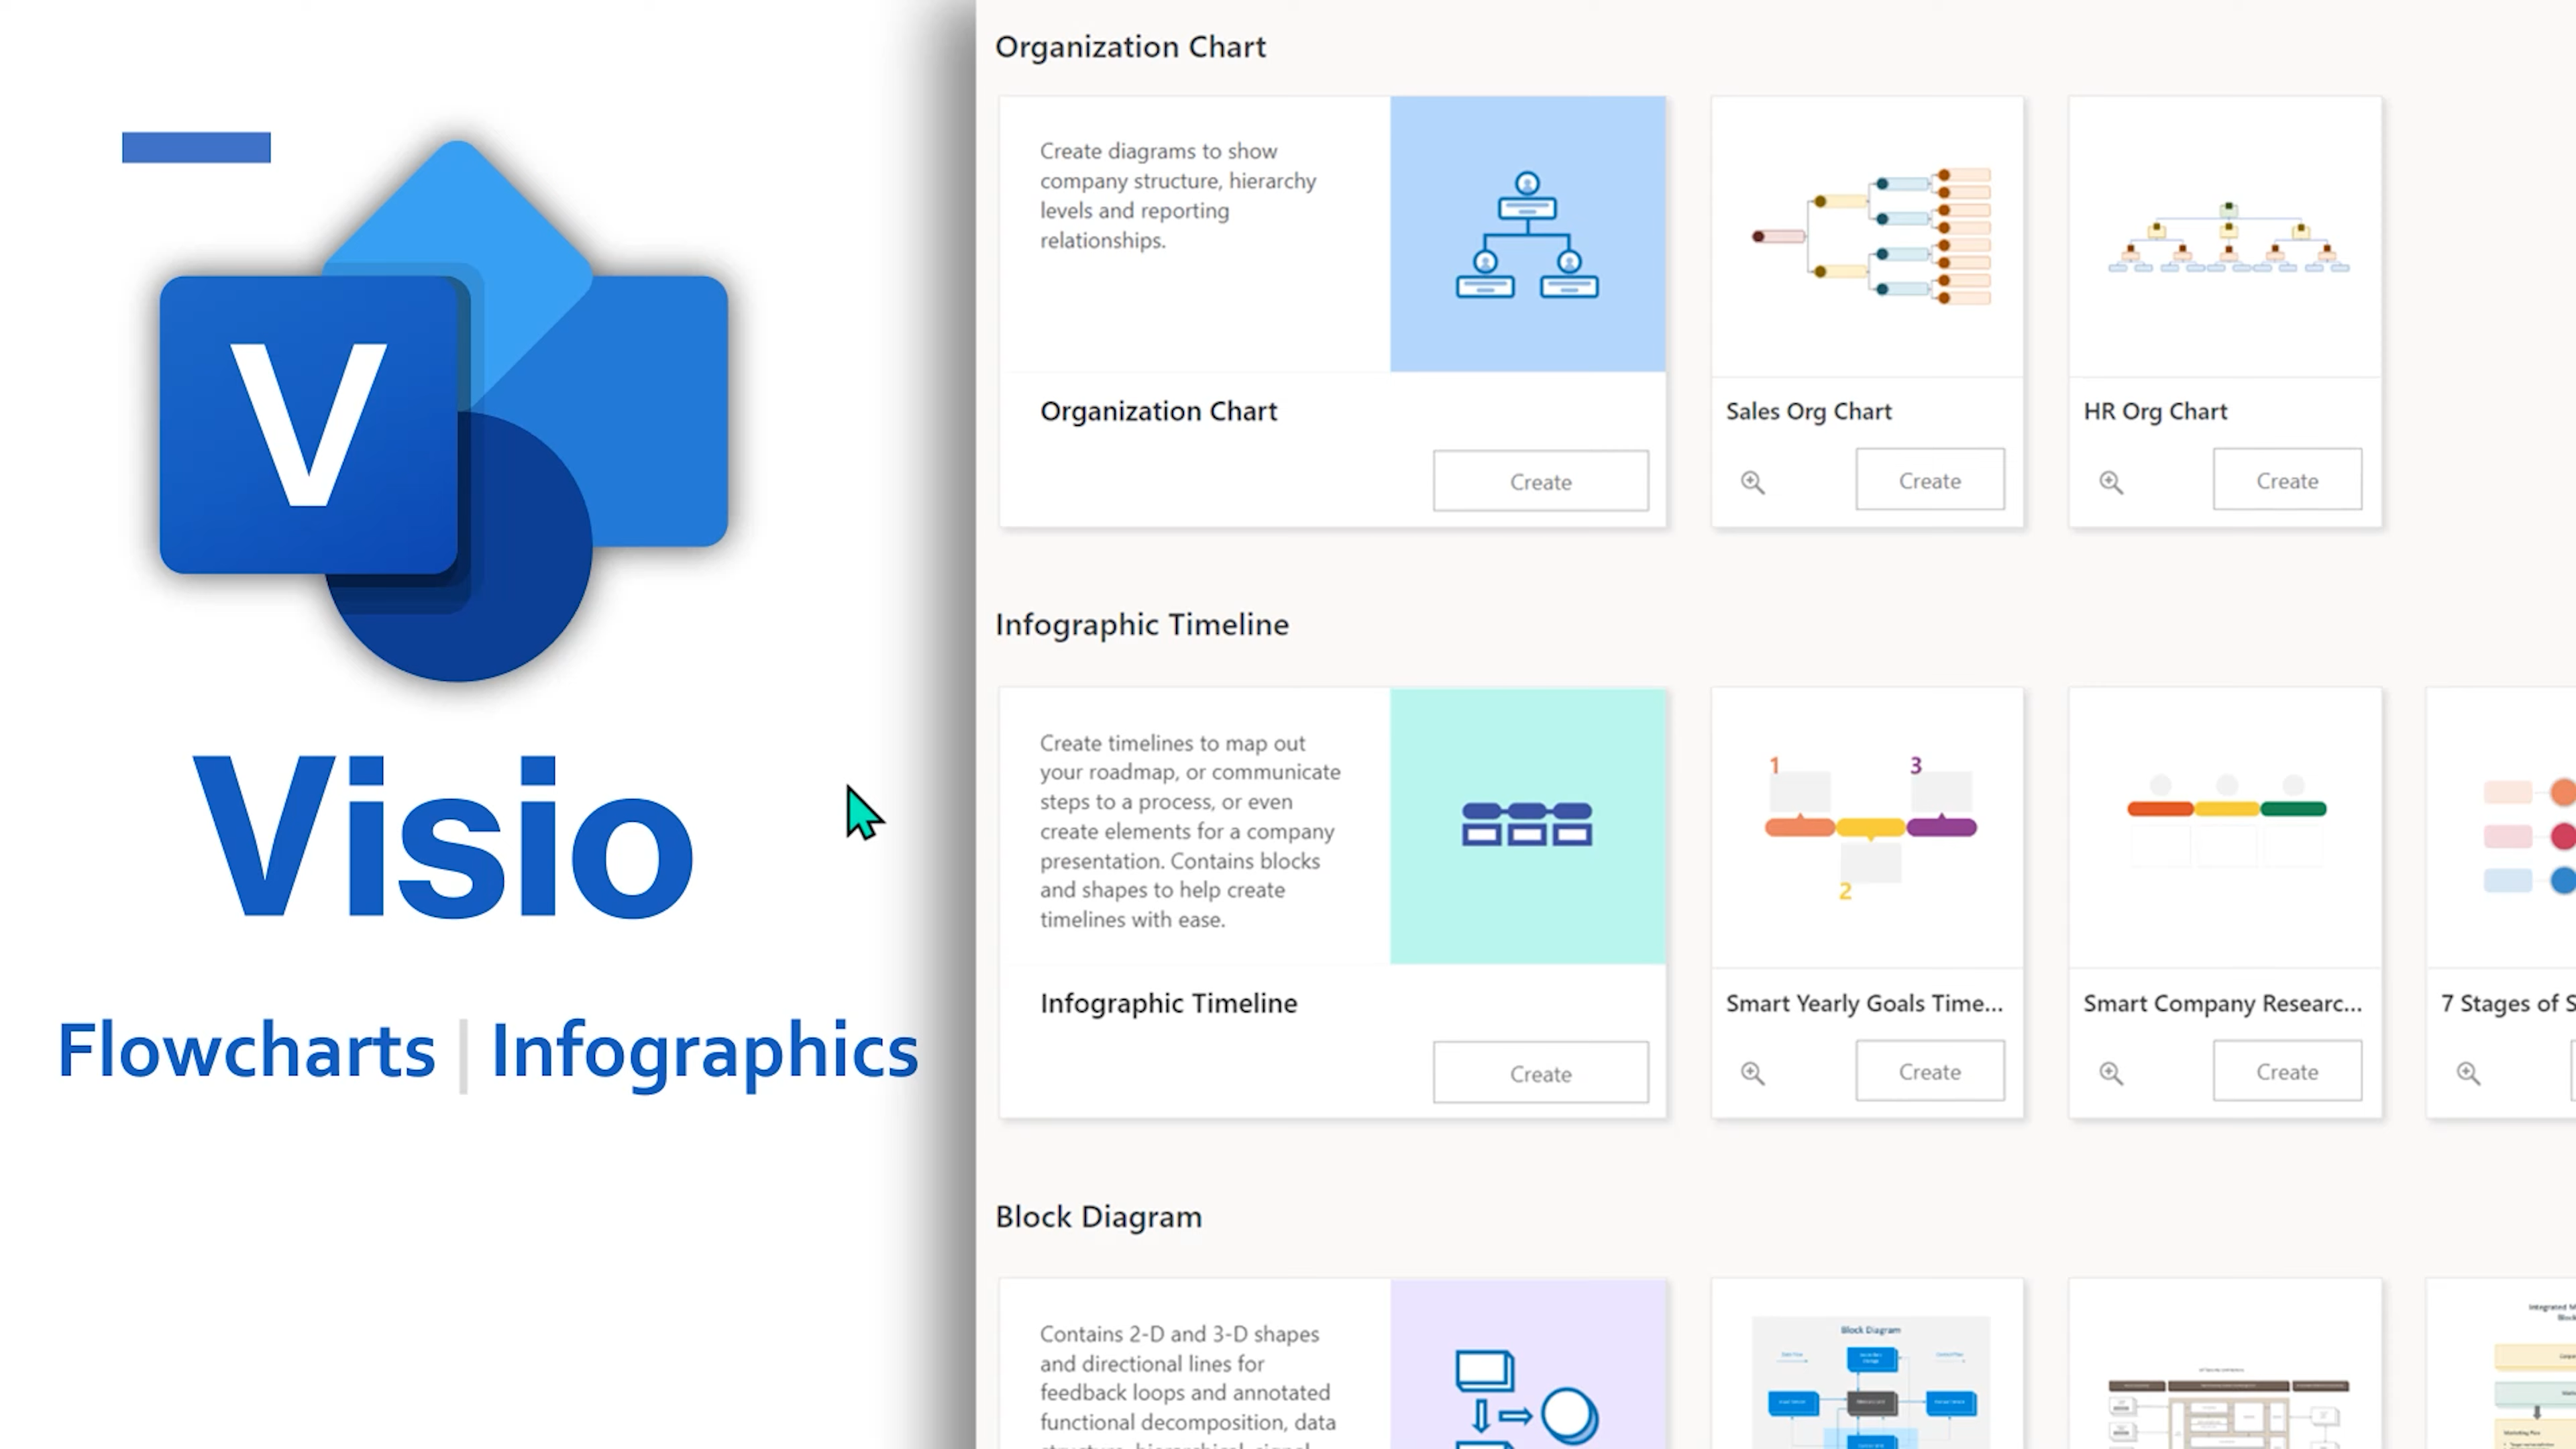 V
Visio
Flowcharts | Infographics
Organization Chart
Create diagrams to show
company structure, hierarchy
levels and reporting
relationships.
Organization Chart
Create
Sales Org Chart
Create
HR Org Chart
Create
Infographic Timeline
Create timelines to map out
your roadmap, or communicate
steps to a process, or even
create elements for a company
presentation. Contains blocks
and shapes to help create
timelines with ease.
Infographic Timeline
Create
1
3
2
Smart Yearly Goals Time...
Create
Smart Company Researc...
Create
7 Stages of S
Block Diagram
Contains 2-D and 3-D shapes
and directional lines for
feedback loops and annotated
functional decomposition, data
Block Diagram
Integrated M
Marketing Plan